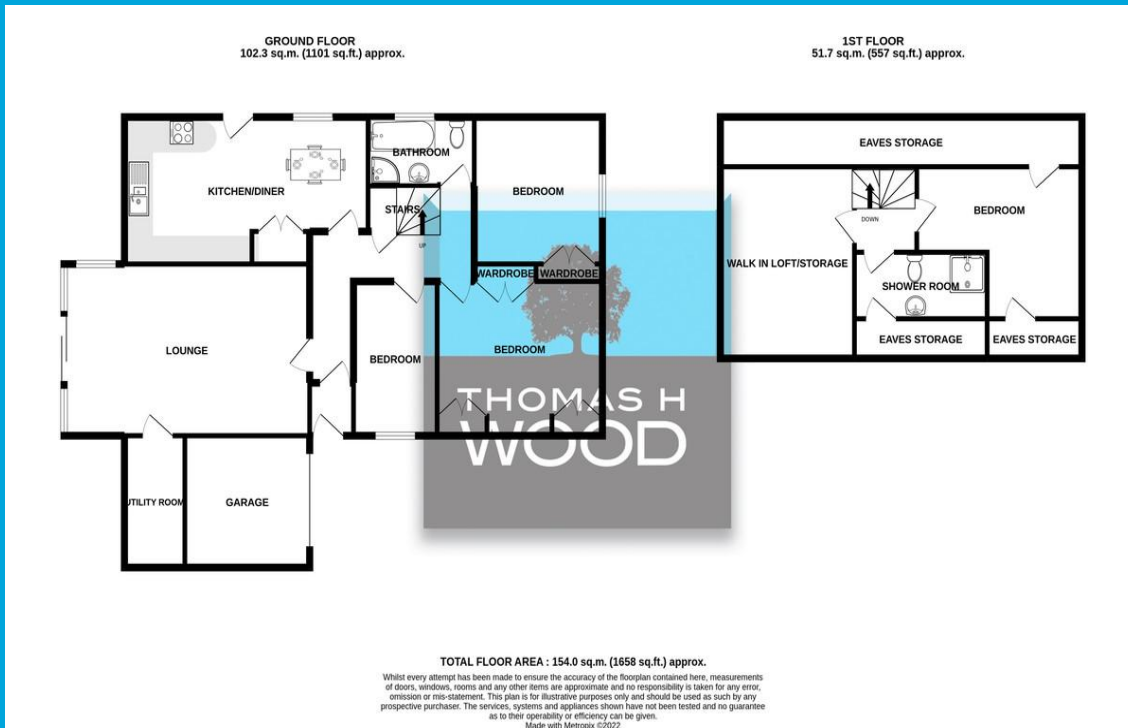 GROUND FLOOR
102.3 sq.m. (1101 sq.ft.) approx.
1ST FLOOR
51.7 sq.m. (557 sq.ft.) approx.
KITCHEN/DINER
BATHROOM
BEDROOM
STAIRS
UP
WARDROBE
WARDROBE
LOUNGE
BEDROOM
BEDROOM
UTILITY ROOM
GARAGE
THOMAS H
WOOD
EAVES STORAGE
DOWN
BEDROOM
WALK IN LOFT/STORAGE
SHOWER ROOM
EAVES STORAGE
EAVES STORAGE
TOTAL FLOOR AREA : 154.0 sq.m. (1658 sq.ft.) approx.
Whilst every attempt has been made to ensure the accuracy of the floorplan contained here, measurements
of doors, windows, rooms and any other items are approximate and no responsibility is taken for any error,
omission or mis-statement. This plan is for illustrative purposes only and should be used as such by any
prospective purchaser. The services, systems and appliances shown have not been tested and no guarantee
as to their operability or efficiency can be given.
Made with Metropix ©2022